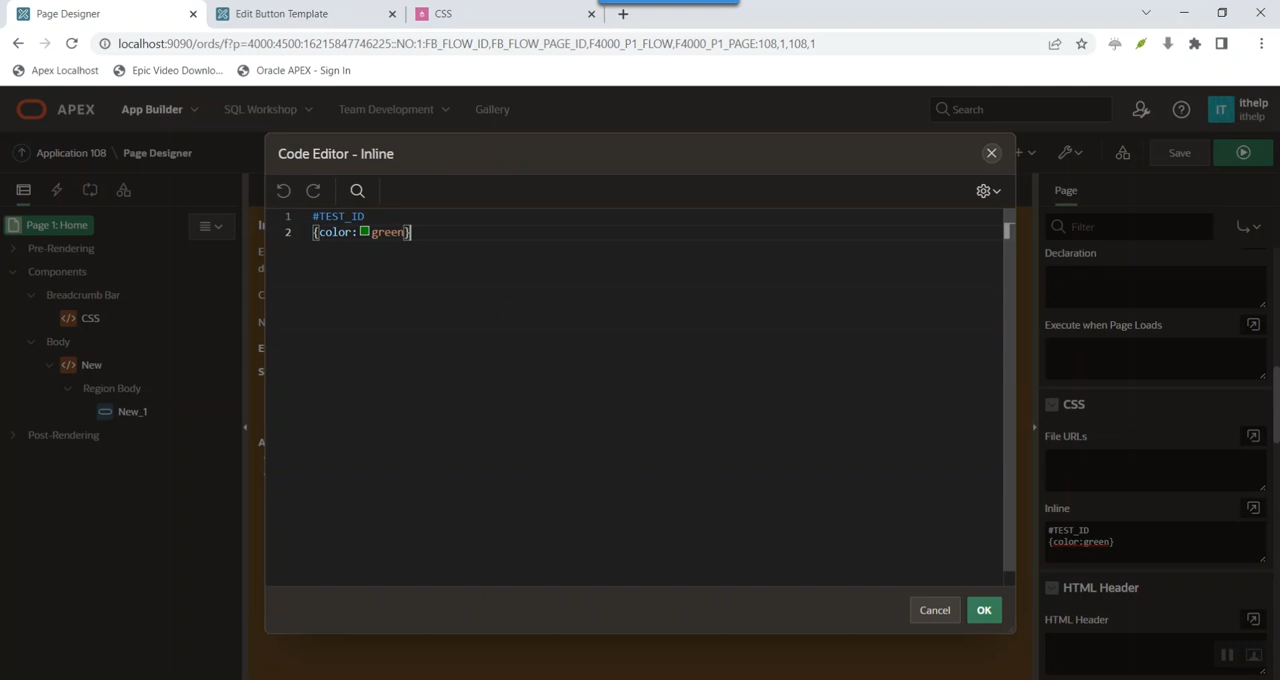 Page Designer
Edit Button Template
CSS
localhost:9090/ords/f?p=4000:4500:16215847746225::NO:1:FB_FLOW_ID,FB_FLOW_PAGE_ID,F4000_P1_FLOW,F4000_P1_PAGE:108,1,108,1
Apex Localhost
Epic Video Downlo...
Oracle APEX - Sign In
APEX
App Builder
SQL Workshop
Team Development
Gallery
Search
IT
ithelp
ithelp
Application 108 \ Page Designer
Save
Code Editor - Inline
Page
Page 1: Home
Filter
1 #TEST_ID
2 {color:green}
Pre-Rendering
Components
Breadcrumb Bar
CSS
Body
New
Region Body
New_1
Post-Rendering
Declaration
Execute when Page Loads
CSS
File URLs
Inline
#TEST_ID
{color:green}
HTML Header
HTML Header
Cancel
OK